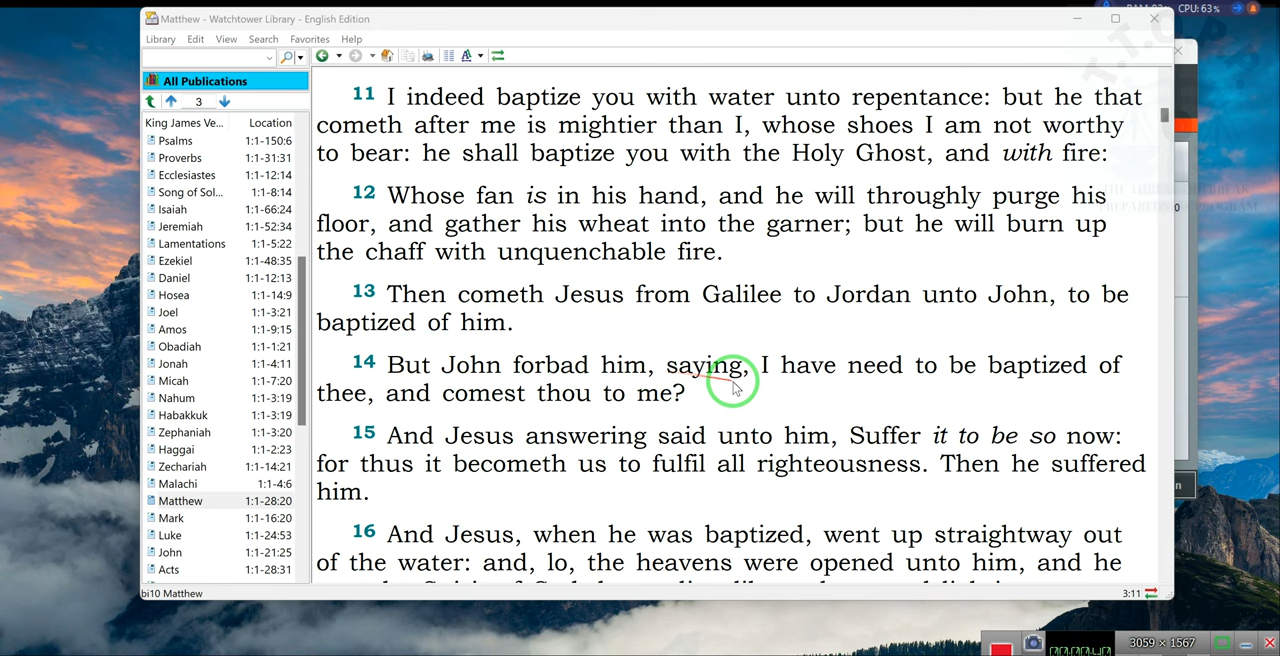 CPU: 63%
Matthew - Watchtower Library - English Edition
Library Edit View Search Favorites Help
All Publications
3
King James Ve... Location
Psalms 1:1-150:6
Proverbs 1:1-31:31
Ecclesiastes 1:1-12:14
Song of Sol... 1:1-8:14
Isaiah 1:1-66:24
Jeremiah 1:1-52:34
Lamentations 1:1-5:22
Ezekiel 1:1-48:35
Daniel 1:1-12:13
Hosea 1:1-14:9
Joel 1:1-3:21
Amos 1:1-9:15
Obadiah 1:1-1:21
Jonah 1:1-4:11
Micah 1:1-7:20
Nahum 1:1-3:19
Habakkuk 1:1-3:19
Zephaniah 1:1-3:20
Haggai 1:1-2:23
Zechariah 1:1-14:21
Malachi 1:1-4:6
Matthew 1:1-28:20
Mark 1:1-16:20
Luke 1:1-24:53
John 1:1-21:25
Acts 1:1-28:31
11 I indeed baptize you with water unto repentance: but he that
cometh after me is mightier than I, whose shoes I am not worthy
to bear: he shall baptize you with the Holy Ghost, and with fire:
12 Whose fan is in his hand, and he will throughly purge his
floor, and gather his wheat into the garner; but he will burn up
the chaff with unquenchable fire.
13 Then cometh Jesus from Galilee to Jordan unto John, to be
baptized of him.
14 But John forbad him, saying, I have need to be baptized of
thee, and comest thou to me?
15 And Jesus answering said unto him, Suffer it to be so now:
for thus it becometh us to fulfil all righteousness. Then he suffered
him.
16 And Jesus, when he was baptized, went up straightway out
of the water: and, lo, the heavens were opened unto him, and he
bi10 Matthew
3:11
3059 × 1567